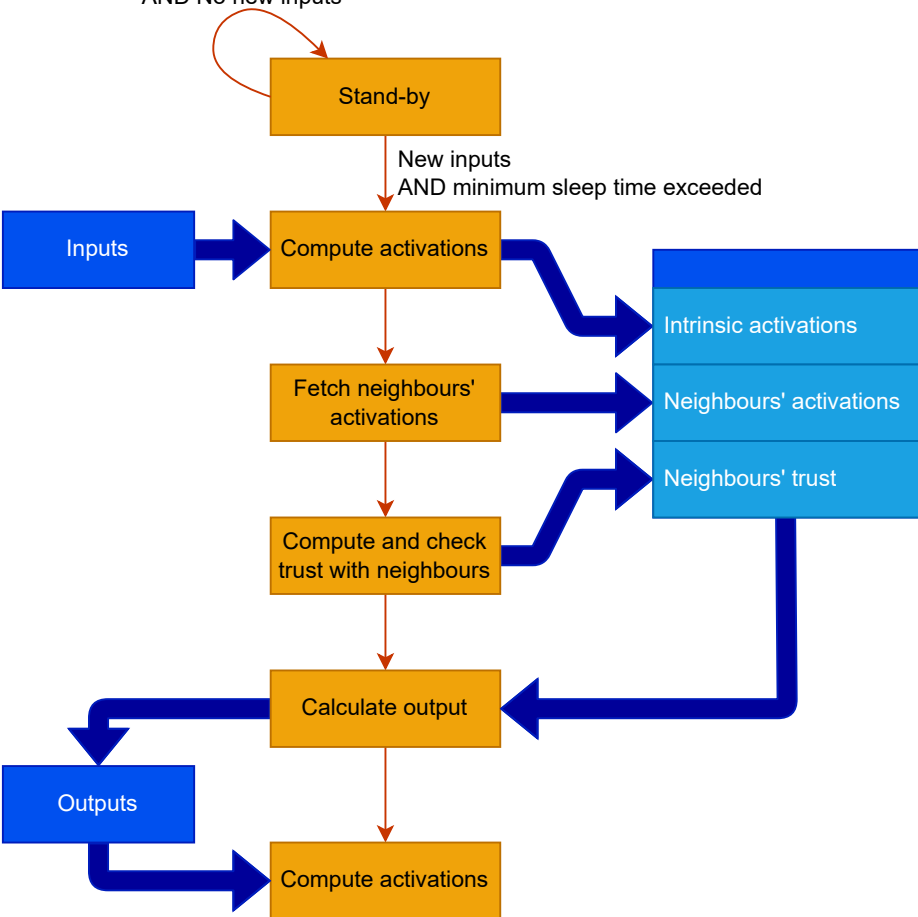 AND No new inputs
Stand-by
New inputs
AND minimum sleep time exceeded
Inputs
Compute activations
Intrinsic activations
Fetch neighbours'
activations
Neighbours' activations
Neighbours' trust
Compute and check
trust with neighbours
Calculate output
Outputs
Compute activations